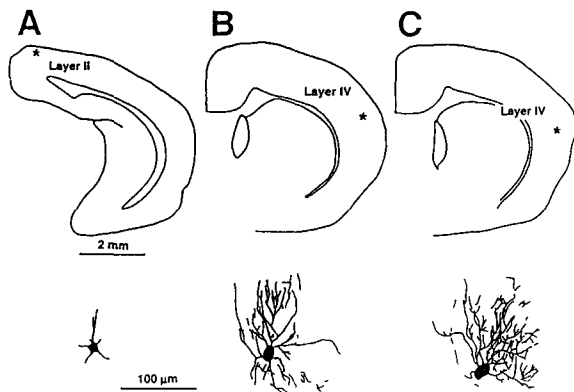 A
B
C
Layer II
Layer IV
Layer IV
2 mm
100 μm